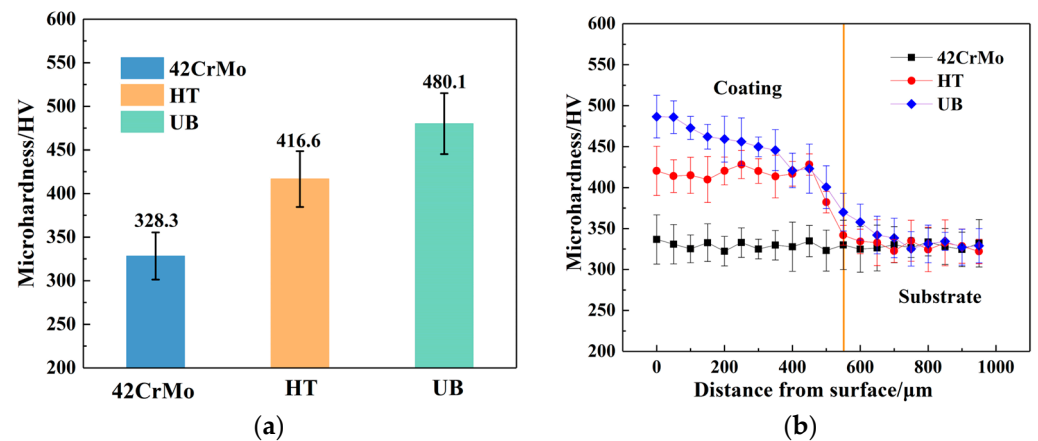 (a)
Microhardness/HV
600
550
500
450
400
350
300
250
200
42CrMo
HT
UB
328.3
416.6
480.1
42CrMo
HT
UB
(b)
Microhardness/HV
600
550
500
450
400
350
300
250
200
42CrMo
HT
UB
Coating
Substrate
0
200
400
600
800
1000
Distance from surface/μm